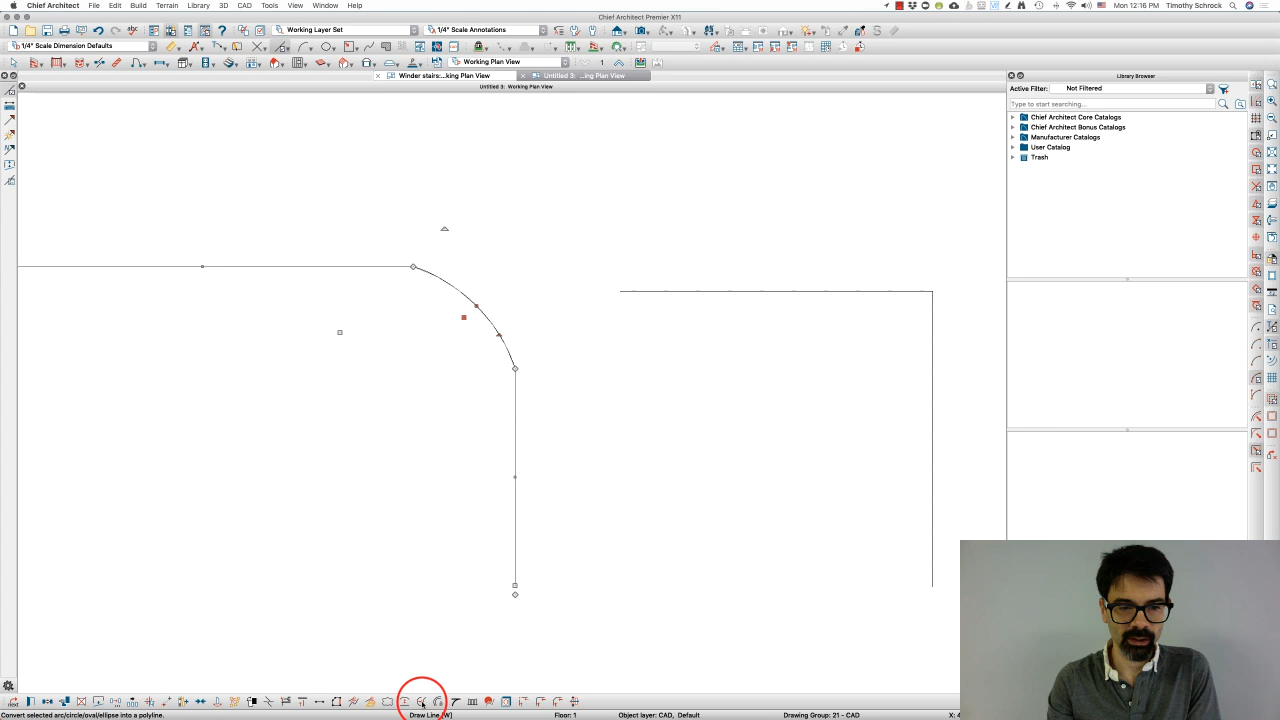 Chief Architect File Edit Build Terrain Library 3D CAD Tools View Window Help
Mon 12:16 PM Timothy Schrock
Chief Architect Premier X11
Working Layer Set
1/4" Scale Annotations
1/4" Scale Dimension Defaults
Working Plan View
1
Winder stairs:...king Plan View
Untitled 3: ...ing Plan View
Untitled 3: Working Plan View
Library Browser
Active Filter: Not Filtered
Type to start searching...
Chief Architect Core Catalogs
Chief Architect Bonus Catalogs
Manufacturer Catalogs
User Catalog
Trash
Convert selected arc/circle/oval/ellipse into a polyline.
Draw Line [W]
Floor: 1
Object layer: CAD, Default
Drawing Group: 21 - CAD
X: 4